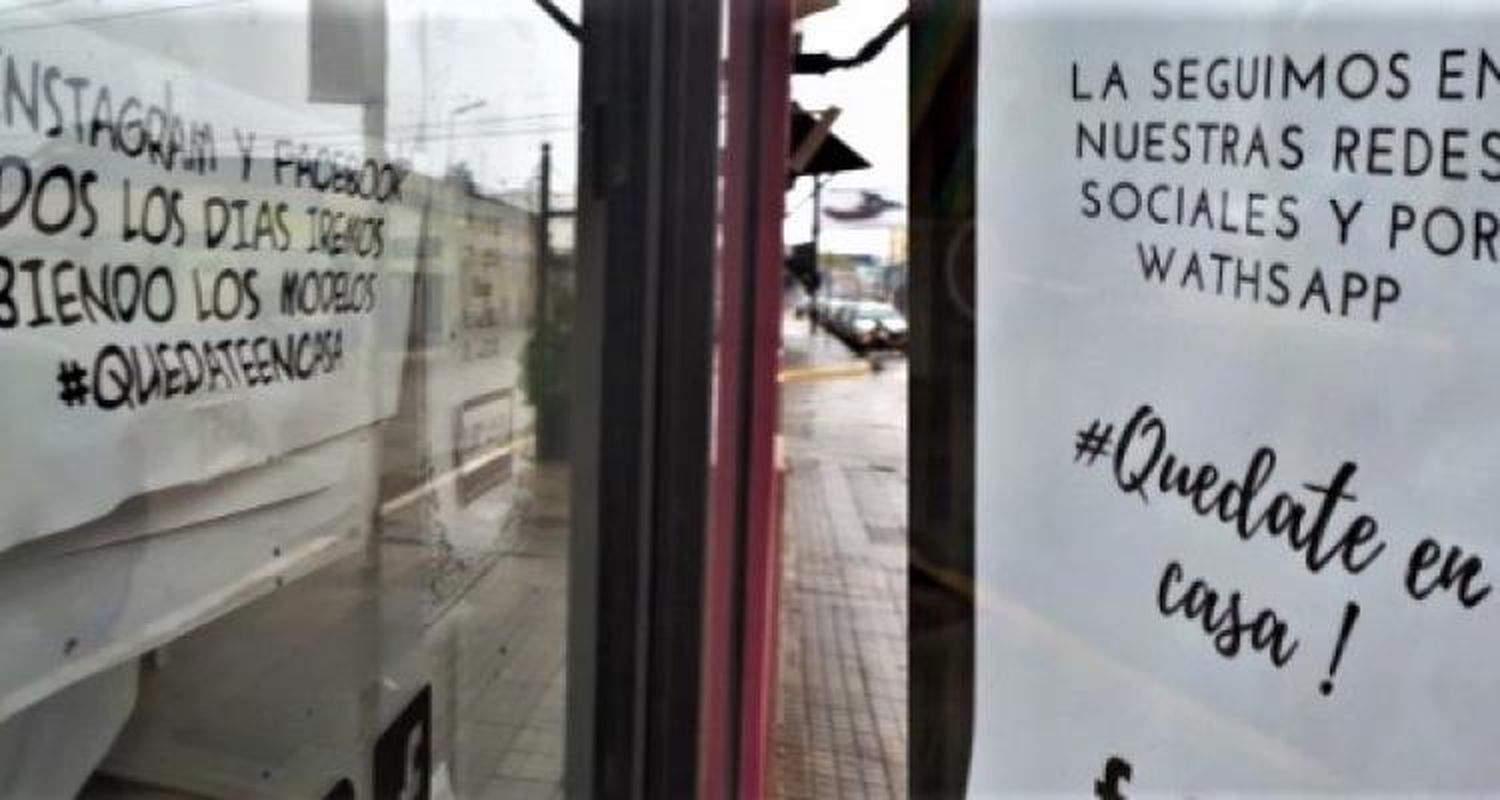 INSTAGRAM Y FACEBOOK
DOS LOS DIAS IREMOS
BIENDO LOS MODELOS
#QUEDATEENCASA
LA SEGUIMOS EN
NUESTRAS REDES
SOCIALES Y POR
WATHSAPP
#Quedate en
casa !